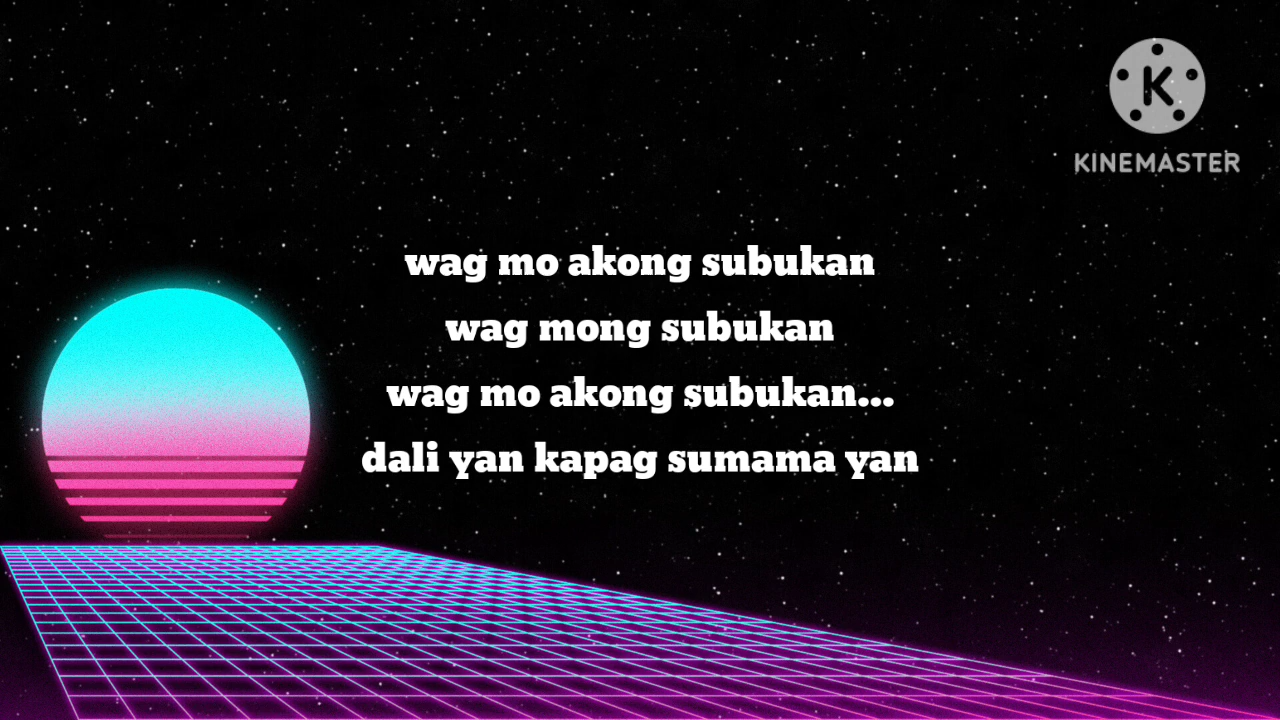 K
KINEMASTER
wag mo akong subukan
wag mong subukan
wag mo akong subukan...
dali yan kapag sumama yan